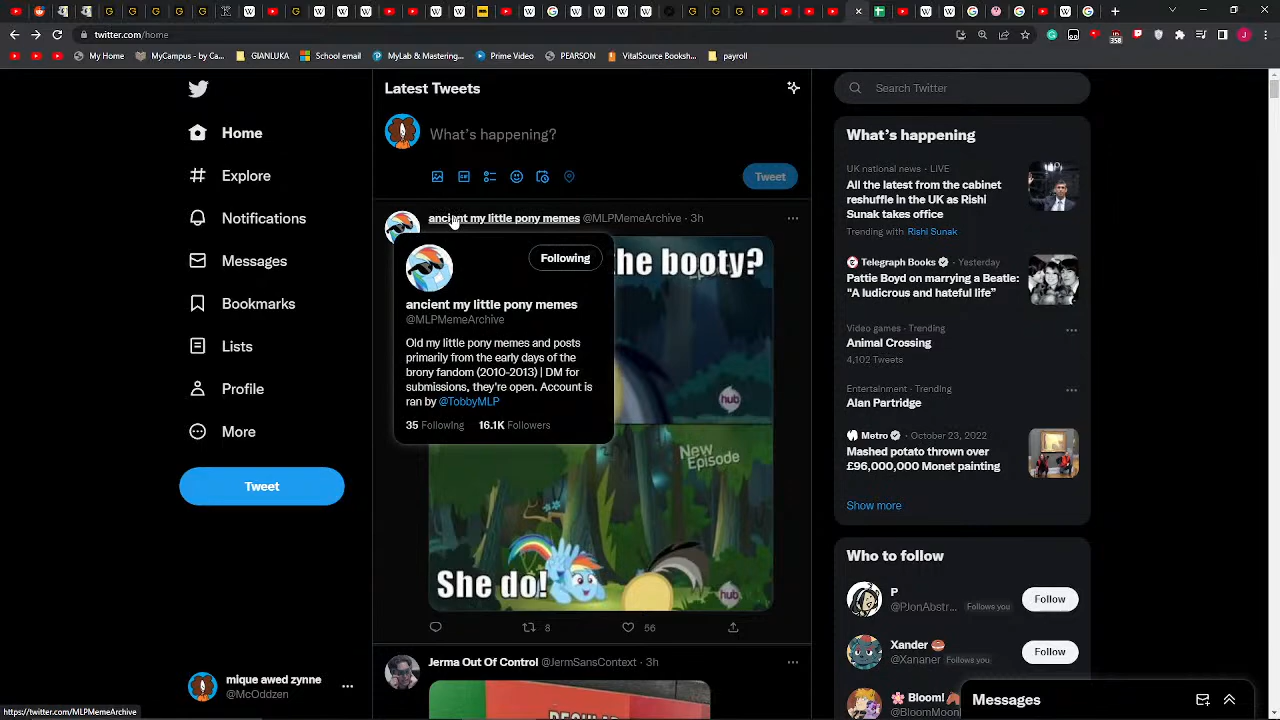 twitter.com/home
358
J
My Home
MyCampus - by Ca...
GIANLUKA
School email
MyLab & Mastering...
Prime Video
PEARSON
VitalSource Booksh...
payroll
Home
Explore
Notifications
Messages
Bookmarks
Lists
Profile
More
Tweet
mique awed zynne
@McOddzen
https://twitter.com/MLPMemeArchive
Latest Tweets
What's happening?
Tweet
ancient my little pony memes @MLPMemeArchive · 3h
Following
ancient my little pony memes
@MLPMemeArchive
Old my little pony memes and posts
primarily from the early days of the
brony fandom (2010-2013) | DM for
submissions, they're open. Account is
ran by @TobbyMLP
35 Following 16.1K Followers
he booty?
hub
New
Episode
She do!
hub
8
56
Jerma Out Of Control @JermSansContext · 3h
Search Twitter
What's happening
UK national news · LIVE
All the latest from the cabinet
reshuffle in the UK as Rishi
Sunak takes office
Trending with Rishi Sunak
Telegraph Books · Yesterday
Pattie Boyd on marrying a Beatle:
"A ludicrous and hateful life"
Video games · Trending
Animal Crossing
4,102 Tweets
Entertainment · Trending
Alan Partridge
Metro · October 23, 2022
Mashed potato thrown over
£96,000,000 Monet painting
Show more
Who to follow
P
@PJonAbstr... Follows you
Follow
Xander
@Xananer Follows you
Follow
Bloom!
@BloomMoon
Messages